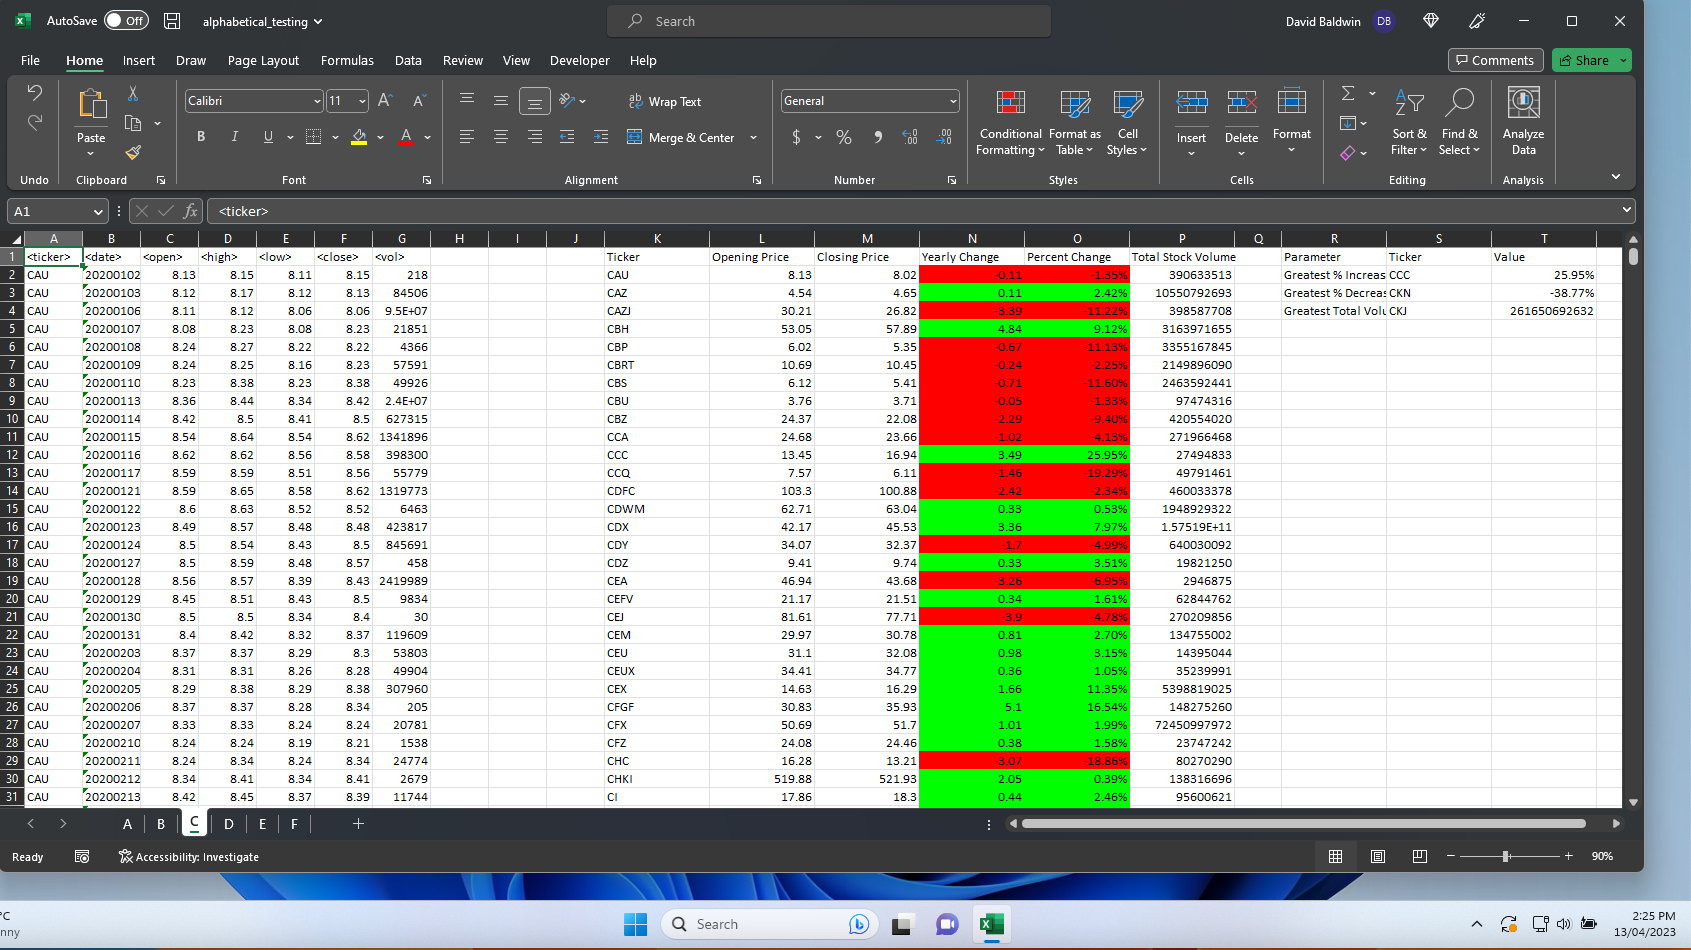 AutoSave Off alphabetical_testing Search David Baldwin DB
File Home Insert Draw Page Layout Formulas Data Review View Developer Help Comments Share
Calibri 11 Wrap Text General
Paste B I U Merge & Center $ % Conditional Formatting Format as Table Cell Styles Insert Delete Format Sort & Filter Find & Select Analyze Data
Undo Clipboard Font Alignment Number Styles Cells Editing Analysis
A1 fx <ticker>
A B C D E F G H I J K L M N O P Q R S T
1 <ticker> <date> <open> <high> <low> <close> <vol> Ticker Opening Price Closing Price Yearly Change Percent Change Total Stock Volume Parameter Ticker Value
2 CAU 20200102 8.13 8.15 8.11 8.15 218 CAU 8.13 8.02 -0.11 -1.35% 390633513 Greatest % Increas CCC 25.95%
3 CAU 20200103 8.12 8.17 8.12 8.13 84506 CAZ 4.54 4.65 0.11 2.42% 10550792693 Greatest % Decreas CKN -38.77%
4 CAU 20200106 8.11 8.12 8.06 8.06 9.5E+07 CAZJ 30.21 26.82 -3.39 -11.22% 398587708 Greatest Total Volu CKJ 261650692632
5 CAU 20200107 8.08 8.23 8.08 8.23 21851 CBH 53.05 57.89 4.84 9.12% 3163971655
6 CAU 20200108 8.24 8.27 8.22 8.22 4366 CBP 6.02 5.35 -0.67 -11.13% 3355167845
7 CAU 20200109 8.24 8.25 8.16 8.23 57591 CBRT 10.69 10.45 -0.24 -2.25% 2149896090
8 CAU 20200110 8.23 8.38 8.23 8.38 49926 CBS 6.12 5.41 -0.71 -11.60% 2463592441
9 CAU 20200113 8.36 8.44 8.34 8.42 2.4E+07 CBU 3.76 3.71 -0.05 -1.33% 97474316
10 CAU 20200114 8.42 8.5 8.41 8.5 627315 CBZ 24.37 22.08 -2.29 -9.40% 420554020
11 CAU 20200115 8.54 8.64 8.54 8.62 1341896 CCA 24.68 23.66 -1.02 -4.13% 271966468
12 CAU 20200116 8.62 8.62 8.56 8.58 398300 CCC 13.45 16.94 3.49 25.95% 27494833
13 CAU 20200117 8.59 8.59 8.51 8.56 55779 CCQ 7.57 6.11 -1.46 -19.29% 49791461
14 CAU 20200121 8.59 8.65 8.58 8.62 1319773 CDFC 103.3 100.88 -2.42 -2.34% 460033378
15 CAU 20200122 8.6 8.63 8.52 8.52 6463 CDWM 62.71 63.04 0.33 0.53% 1948929322
16 CAU 20200123 8.49 8.57 8.48 8.48 423817 CDX 42.17 45.53 3.36 7.97% 1.57519E+11
17 CAU 20200124 8.5 8.54 8.43 8.5 845691 CDY 34.07 32.37 -1.7 -4.99% 640030092
18 CAU 20200127 8.5 8.59 8.48 8.57 458 CDZ 9.41 9.74 0.33 3.51% 19821250
19 CAU 20200128 8.56 8.57 8.39 8.43 2419989 CEA 46.94 43.68 -3.26 -6.95% 2946875
20 CAU 20200129 8.45 8.51 8.43 8.5 9834 CEFV 21.17 21.51 0.34 1.61% 62844762
21 CAU 20200130 8.5 8.5 8.34 8.4 30 CEJ 81.61 77.71 -3.9 -4.78% 270209856
22 CAU 20200131 8.4 8.42 8.32 8.37 119609 CEM 29.97 30.78 0.81 2.70% 134755002
23 CAU 20200203 8.37 8.37 8.29 8.3 53803 CEU 31.1 32.08 0.98 3.15% 14395044
24 CAU 20200204 8.31 8.31 8.26 8.28 49904 CEUX 34.41 34.77 0.36 1.05% 35239991
25 CAU 20200205 8.29 8.38 8.29 8.38 307960 CEX 14.63 16.29 1.66 11.35% 5398819025
26 CAU 20200206 8.37 8.37 8.28 8.34 205 CFGF 30.83 35.93 5.1 16.54% 148275260
27 CAU 20200207 8.33 8.33 8.24 8.24 20781 CFX 50.69 51.7 1.01 1.99% 72450997972
28 CAU 20200210 8.24 8.24 8.19 8.21 1538 CFZ 24.08 24.46 0.38 1.58% 23747242
29 CAU 20200211 8.24 8.34 8.24 8.34 24774 CHC 16.28 13.21 -3.07 -18.86% 80270290
30 CAU 20200212 8.34 8.41 8.34 8.41 2679 CHKI 519.88 521.93 2.05 0.39% 138316696
31 CAU 20200213 8.42 8.45 8.37 8.39 11744 CI 17.86 18.3 0.44 2.46% 95600621
A B C D E F
Ready Accessibility: Investigate 90%
°C Search 2:25 PM
nny 13/04/2023